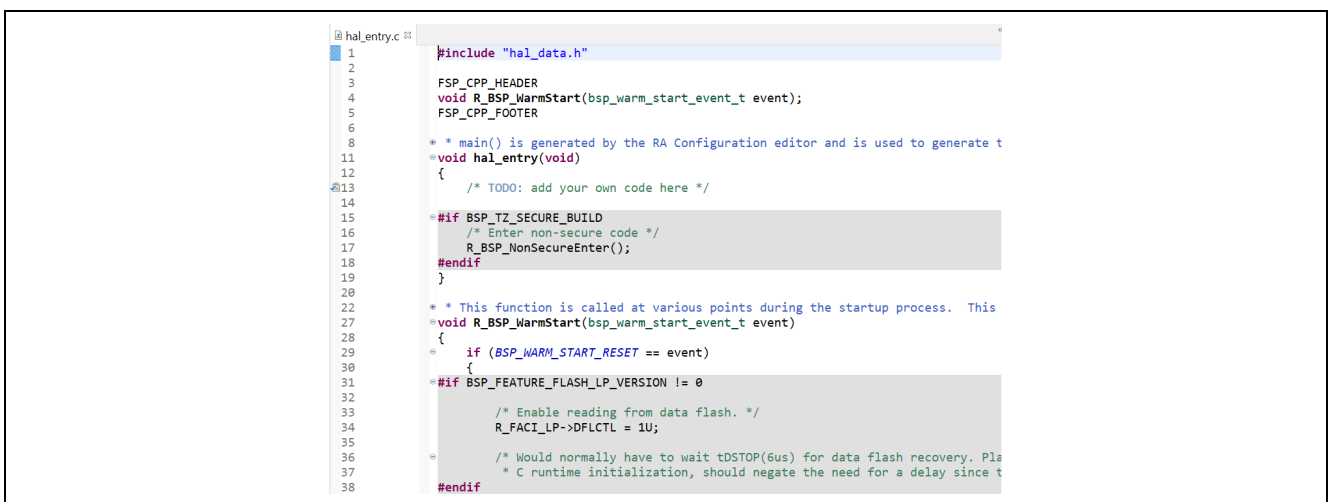 hal_entry.c
1 #include "hal_data.h"
2
3 FSP_CPP_HEADER
4 void R_BSP_WarmStart(bsp_warm_start_event_t event);
5 FSP_CPP_FOOTER
6
8 * main() is generated by the RA Configuration editor and is used to generate t
11 void hal_entry(void)
12 {
13 /* TODO: add your own code here */
14
15 #if BSP_TZ_SECURE_BUILD
16 /* Enter non-secure code */
17 R_BSP_NonSecureEnter();
18 #endif
19 }
20
22 * This function is called at various points during the startup process.  This
27 void R_BSP_WarmStart(bsp_warm_start_event_t event)
28 {
29 if (BSP_WARM_START_RESET == event)
30 {
31 #if BSP_FEATURE_FLASH_LP_VERSION != 0
32
33 /* Enable reading from data flash. */
34 R_FACI_LP->DFLCTL = 1U;
35
36 /* Would normally have to wait tDSTOP(6us) for data flash recovery. Pla
37 * C runtime initialization, should negate the need for a delay since t
38 #endif